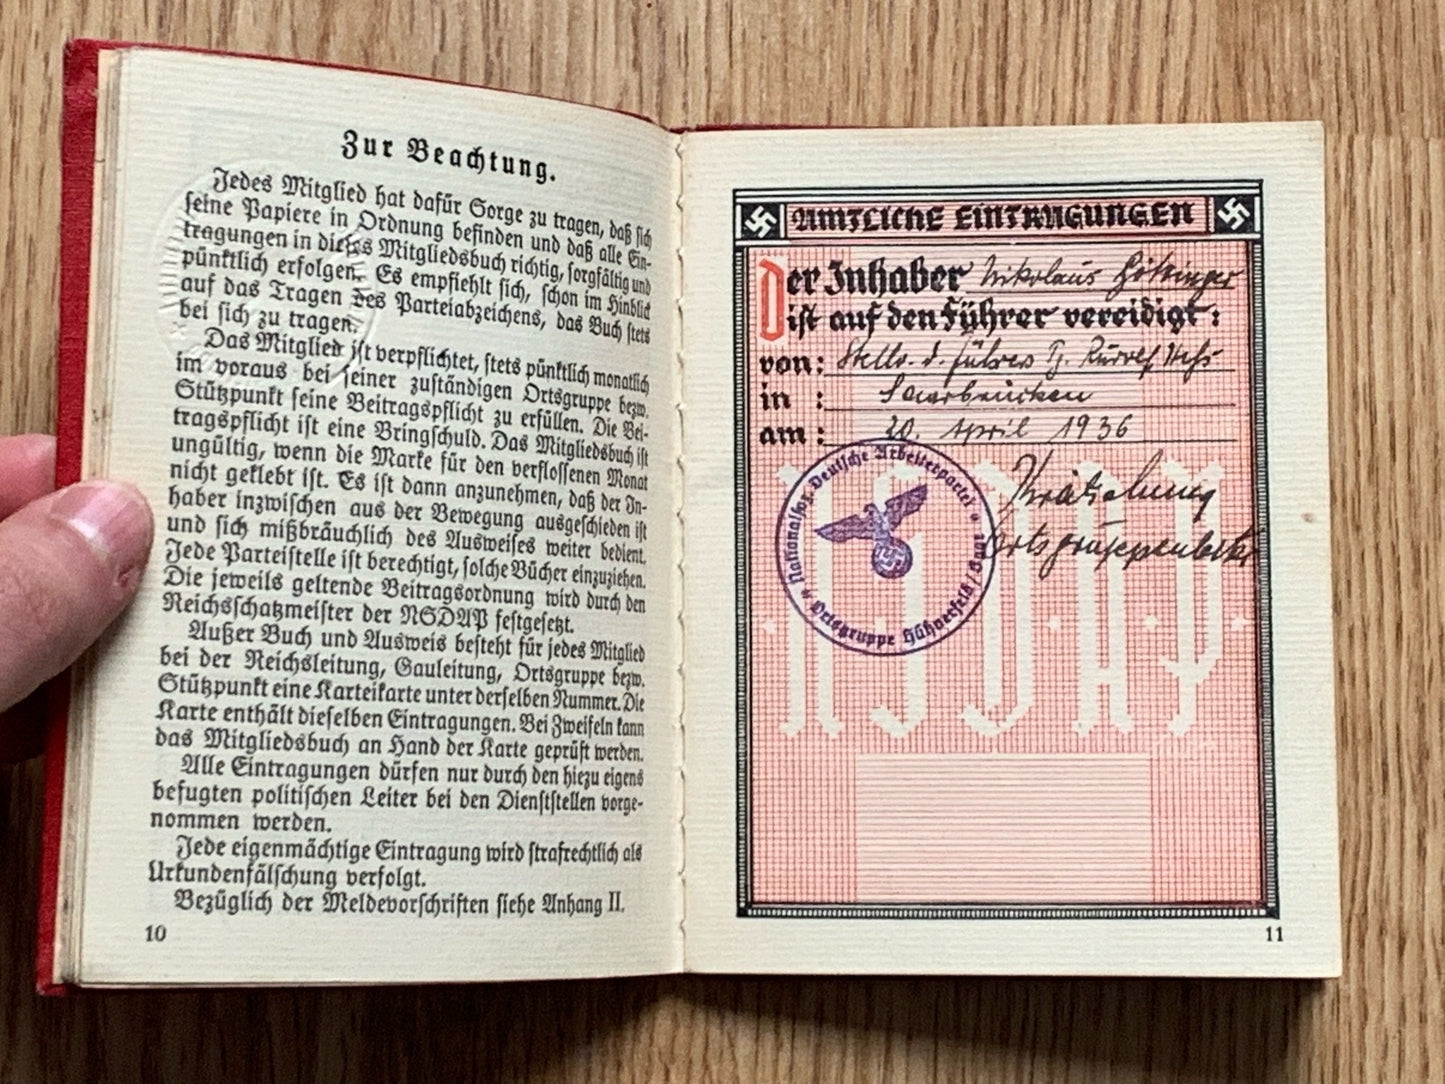 Zur Beachtung.
Jedes Mitglied hat dafür Sorge zu tragen, daß sich
seine Papiere in Ordnung befinden und daß alle Ein-
tragungen in dieses Mitgliedsbuch richtig, sorgfältig und
pünktlich erfolgen. Es empfiehlt sich, schon im Hinblick
auf das Tragen des Parteiabzeichens, das Buch stets
bei sich zu tragen.
Das Mitglied ist verpflichtet, stets pünktlich monatlich
im voraus bei seiner zuständigen Ortsgruppe bezw.
Stützpunkt seine Beitragspflicht zu erfüllen. Die Bei-
tragspflicht ist eine Bringschuld. Das Mitgliedsbuch ist
ungültig, wenn die Marke für den verflossenen Monat
nicht geklebt ist. Es ist dann anzunehmen, daß der In-
haber inzwischen aus der Bewegung ausgeschieden ist
und sich mißbräuchlich des Ausweises weiter bedient.
Jede Parteistelle ist berechtigt, solche Bücher einzuziehen.
Die jeweils geltende Beitragsordnung wird durch den
Reichsschatzmeister der NSDAP festgesetzt.
Außer Buch und Ausweis besteht für jedes Mitglied
bei der Reichsleitung, Gauleitung, Ortsgruppe bezw.
Stützpunkt eine Karteikarte unter derselben Nummer. Die
Karte enthält dieselben Eintragungen. Bei Zweifeln kann
das Mitgliedsbuch an Hand der Karte geprüft werden.
Alle Eintragungen dürfen nur durch den hiezu eigens
befugten politischen Leiter bei den Dienststellen vorge-
nommen werden.
Jede eigenmächtige Eintragung wird strafrechtlich als
Urkundenfälschung verfolgt.
Bezüglich der Meldevorschriften siehe Anhang II.
10
AMTLICHE EINTRAGUNGEN
Der Inhaber Nikolaus
ist auf den Führer vereidigt:
von: Stellv. d. Führers Pg. Rudolf Hess
in : Saarbrücken
am : 20. April 1936
Ortsgruppenleiter
Nationalsoz. Deutsche Arbeiterpartei
Ortsgruppe Hühnerfeld / Saar
NSDAP
11